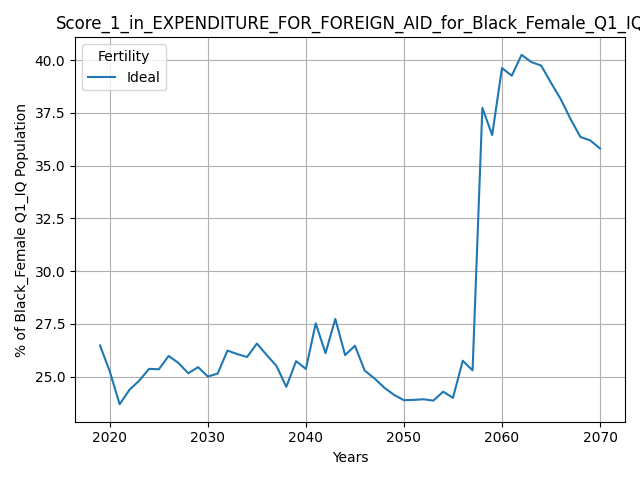 Score_1_in_EXPENDITURE_FOR_FOREIGN_AID_for_Black_Female_Q1_IQ
Fertility
Ideal
% of Black_Female Q1_IQ Population
40.0
37.5
35.0
32.5
30.0
27.5
25.0
2020 2030 2040 2050 2060 2070
Years